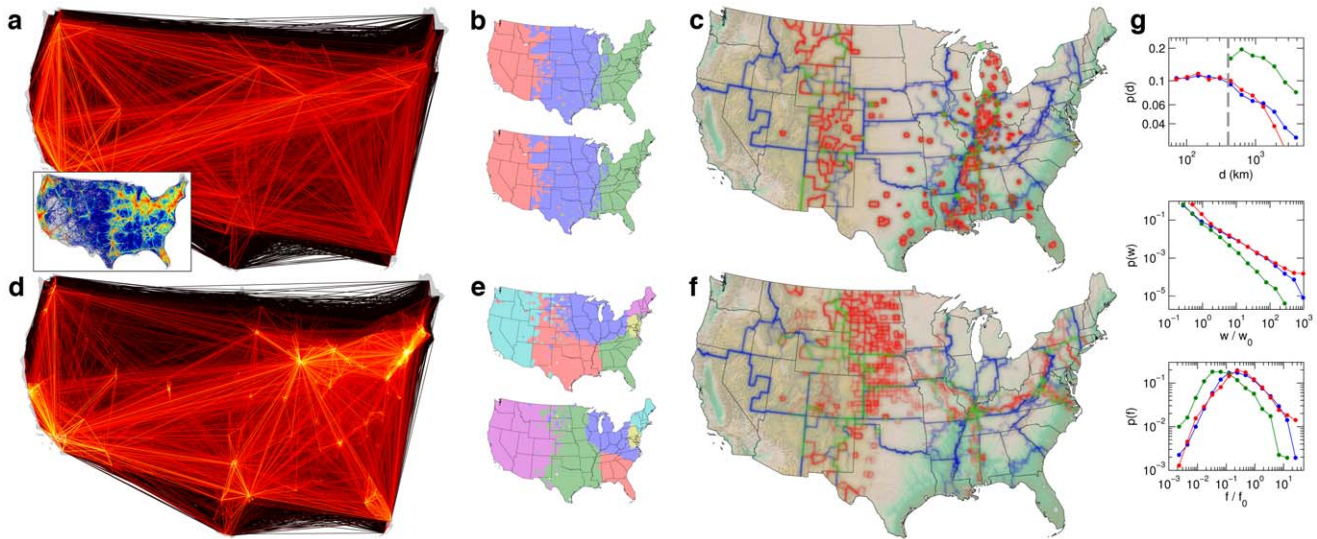 a
b
c
g
0.2
0.1
0.06
0.04
p(d)
10²
10³
d (km)
d
e
f
10⁻¹
10⁻³
10⁻⁵
p(w)
10⁻¹ 10⁰ 10¹ 10² 10³
w / w₀
10⁻¹
10⁻²
10⁻³
p(f)
10⁻³ 10⁻² 10⁻¹ 10⁰ 10¹
f / f₀